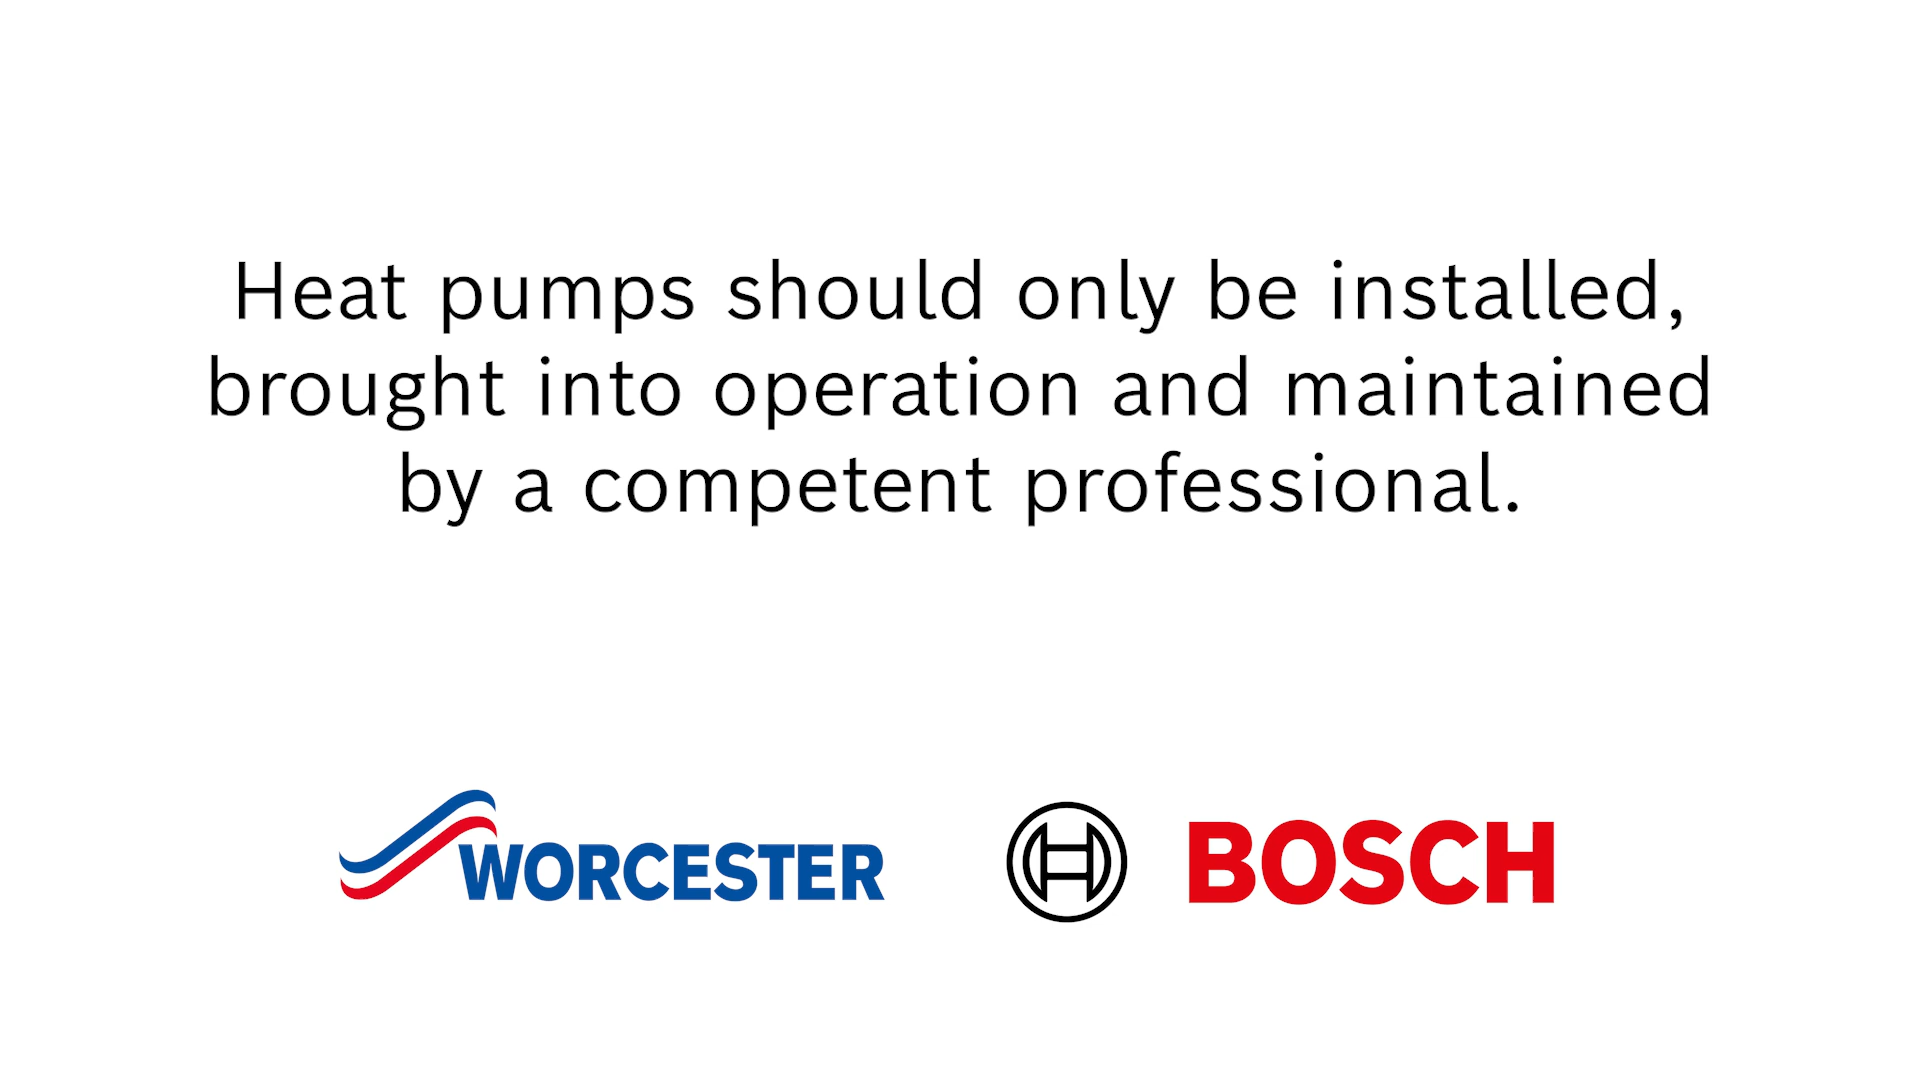 Heat pumps should only be installed,
brought into operation and maintained
by a competent professional.
WORCESTER
BOSCH